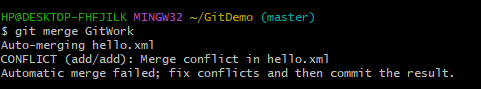 HP@DESKTOP-FHFJILK MINGW32 ~/GitDemo (master)
$ git merge GitWork
Auto-merging hello.xml
CONFLICT (add/add): Merge conflict in hello.xml
Automatic merge failed; fix conflicts and then commit the result.